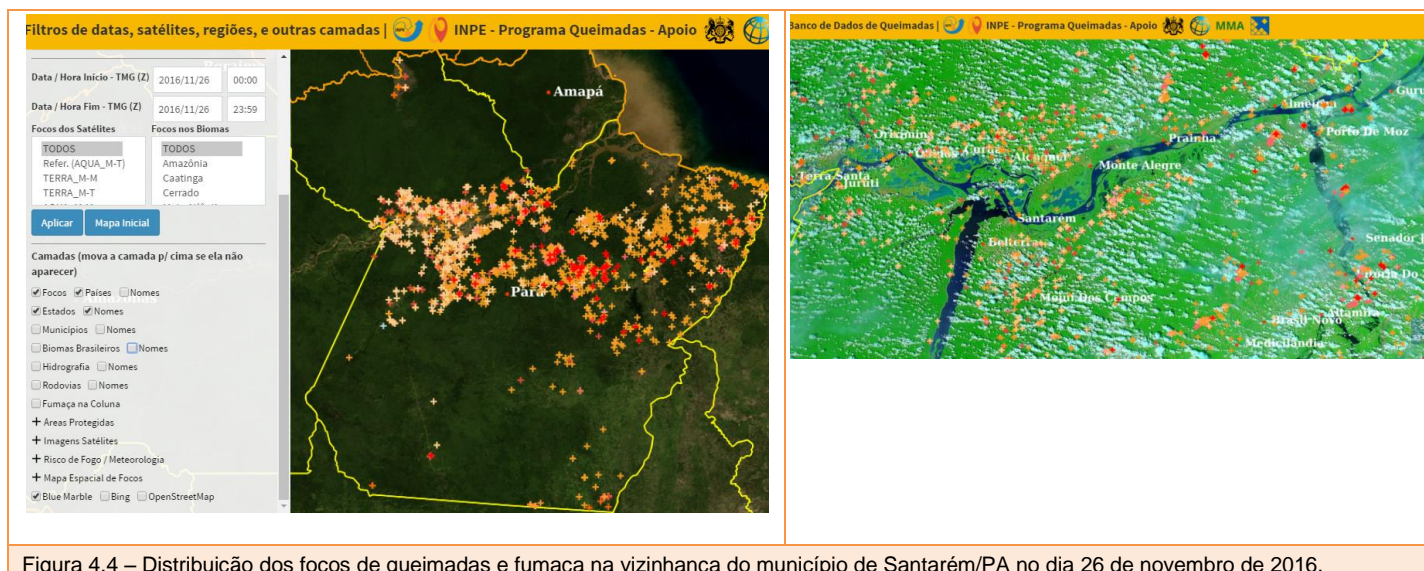 Filtros de datas, satélites, regiões, e outras camadas | INPE - Programa Queimadas - Apoio
Data / Hora Início - TMG (Z) 2016/11/26 00:00
Data / Hora Fim - TMG (Z) 2016/11/26 23:59
Focos dos Satélites Focos nos Biomas
TODOS TODOS
Refer. (AQUA_M-T) Amazônia
TERRA_M-M Caatinga
TERRA_M-T Cerrado
Aplicar Mapa Inicial
Camadas (mova a camada p/ cima se ela não
aparecer)
Focos Países Nomes
Estados Nomes
Municípios Nomes
Biomas Brasileiros Nomes
Hidrografia Nomes
Rodovias Nomes
Fumaça na Coluna
+ Areas Protegidas
+ Imagens Satélites
+ Risco de Fogo / Meteorologia
+ Mapa Espacial de Focos
Blue Marble Bing OpenStreetMap
Amapá
Pará
Banco de Dados de Queimadas | INPE - Programa Queimadas - Apoio MMA
Almeirim
Guru
Oriximina
Porto De Moz
Prainha
Curuá
Alenquer
Monte Alegre
Terra Santa
Juruti
Santarém
Belterra
Senador
Mojuí Dos Campos
Vitória Do
Altamira
Brasil Novo
Medicilândia
Figura 4.4 – Distribuição dos focos de queimadas e fumaça na vizinhança do município de Santarém/PA no dia 26 de novembro de 2016.